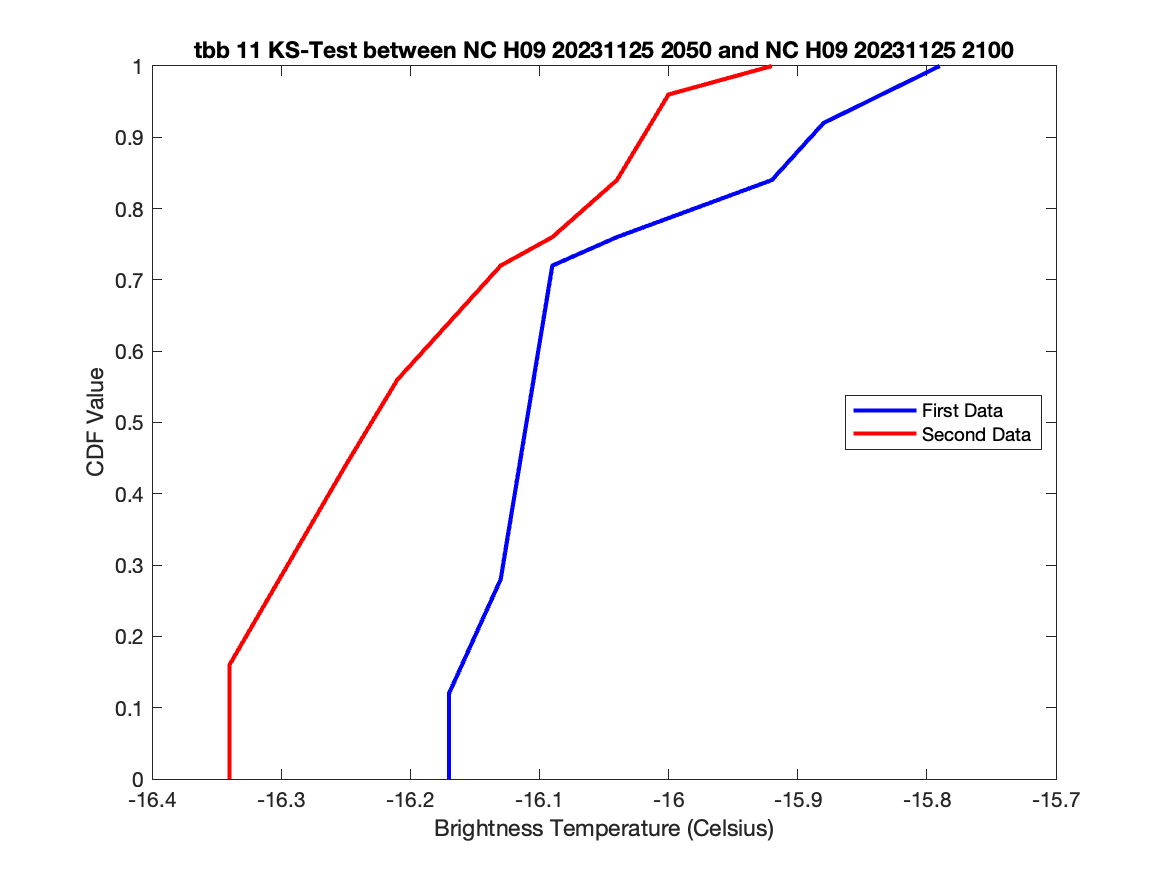 tbb 11 KS-Test between NC H09 20231125 2050 and NC H09 20231125 2100
1
0.9
0.8
0.7
0.6
0.5
0.4
0.3
0.2
0.1
0
CDF Value
First Data
Second Data
-16.4 -16.3 -16.2 -16.1 -16 -15.9 -15.8 -15.7
Brightness Temperature (Celsius)